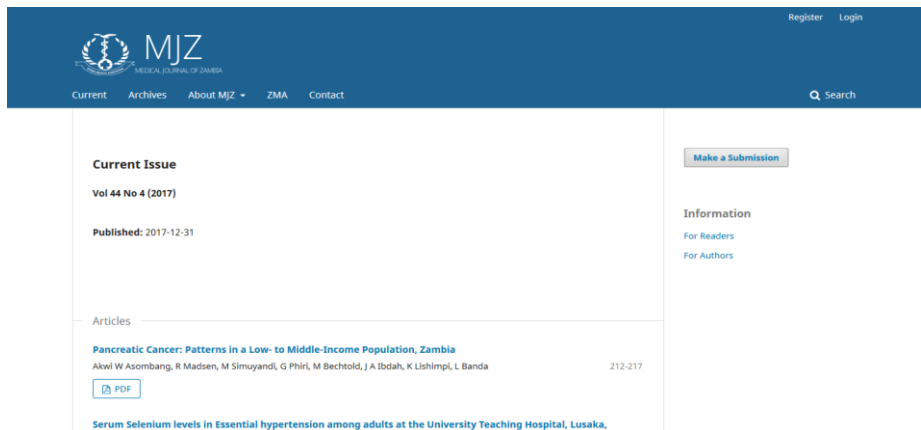 Register Login
MJZ
MEDICAL JOURNAL OF ZAMBIA
Current Archives About MJZ ZMA Contact Search
Current Issue
Vol 44 No 4 (2017)
Published: 2017-12-31
Make a Submission
Information
For Readers
For Authors
Articles
Pancreatic Cancer: Patterns in a Low- to Middle-Income Population, Zambia
Akwi W Asombang, R Madsen, M Simuyandi, G Phiri, M Bechtold, J A Ibdah, K Lishimpi, L Banda 212-217
PDF
Serum Selenium levels in Essential hypertension among adults at the University Teaching Hospital, Lusaka,